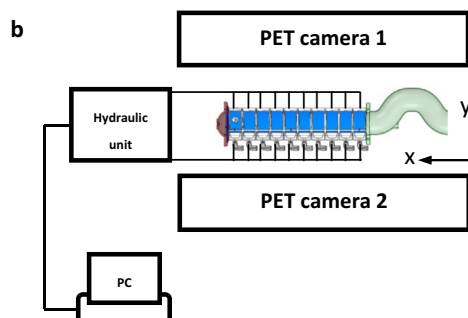 b
PET camera 1
Hydraulic
unit
y
x
PET camera 2
PC